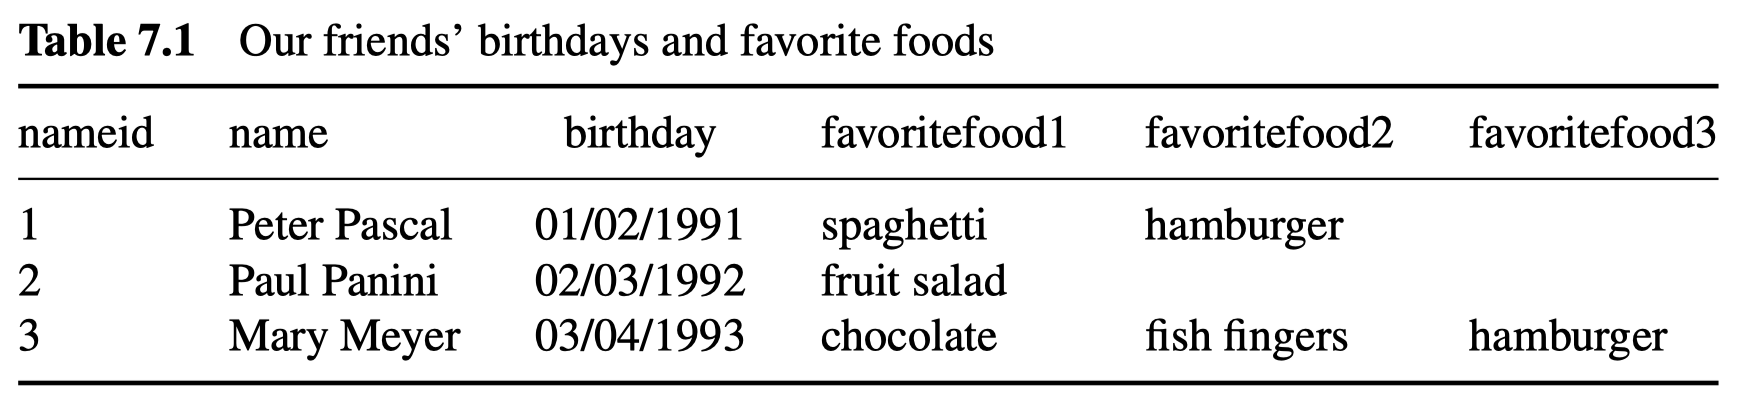 Table 7.1 Our friends’ birthdays and favorite foods
nameid name birthday favoritefood1 favoritefood2 favoritefood3
1 Peter Pascal 01/02/1991 spaghetti hamburger
2 Paul Panini 02/03/1992 fruit salad
3 Mary Meyer 03/04/1993 chocolate fish fingers hamburger